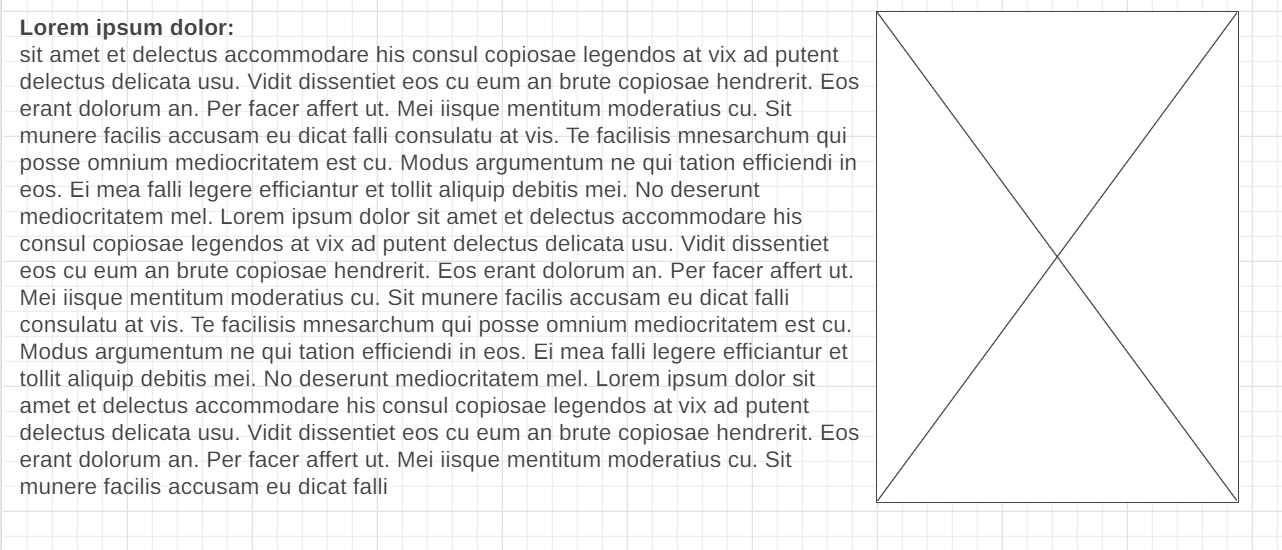 Lorem ipsum dolor:
sit amet et delectus accommodare his consul copiosae legendos at vix ad putent
delectus delicata usu. Vidit dissentiet eos cu eum an brute copiosae hendrerit. Eos
erant dolorum an. Per facer affert ut. Mei iisque mentitum moderatius cu. Sit
munere facilis accusam eu dicat falli consulatu at vis. Te facilisis mnesarchum qui
posse omnium mediocritatem est cu. Modus argumentum ne qui tation efficiendi in
eos. Ei mea falli legere efficiantur et tollit aliquip debitis mei. No deserunt
mediocritatem mel. Lorem ipsum dolor sit amet et delectus accommodare his
consul copiosae legendos at vix ad putent delectus delicata usu. Vidit dissentiet
eos cu eum an brute copiosae hendrerit. Eos erant dolorum an. Per facer affert ut.
Mei iisque mentitum moderatius cu. Sit munere facilis accusam eu dicat falli
consulatu at vis. Te facilisis mnesarchum qui posse omnium mediocritatem est cu.
Modus argumentum ne qui tation efficiendi in eos. Ei mea falli legere efficiantur et
tollit aliquip debitis mei. No deserunt mediocritatem mel. Lorem ipsum dolor sit
amet et delectus accommodare his consul copiosae legendos at vix ad putent
delectus delicata usu. Vidit dissentiet eos cu eum an brute copiosae hendrerit. Eos
erant dolorum an. Per facer affert ut. Mei iisque mentitum moderatius cu. Sit
munere facilis accusam eu dicat falli